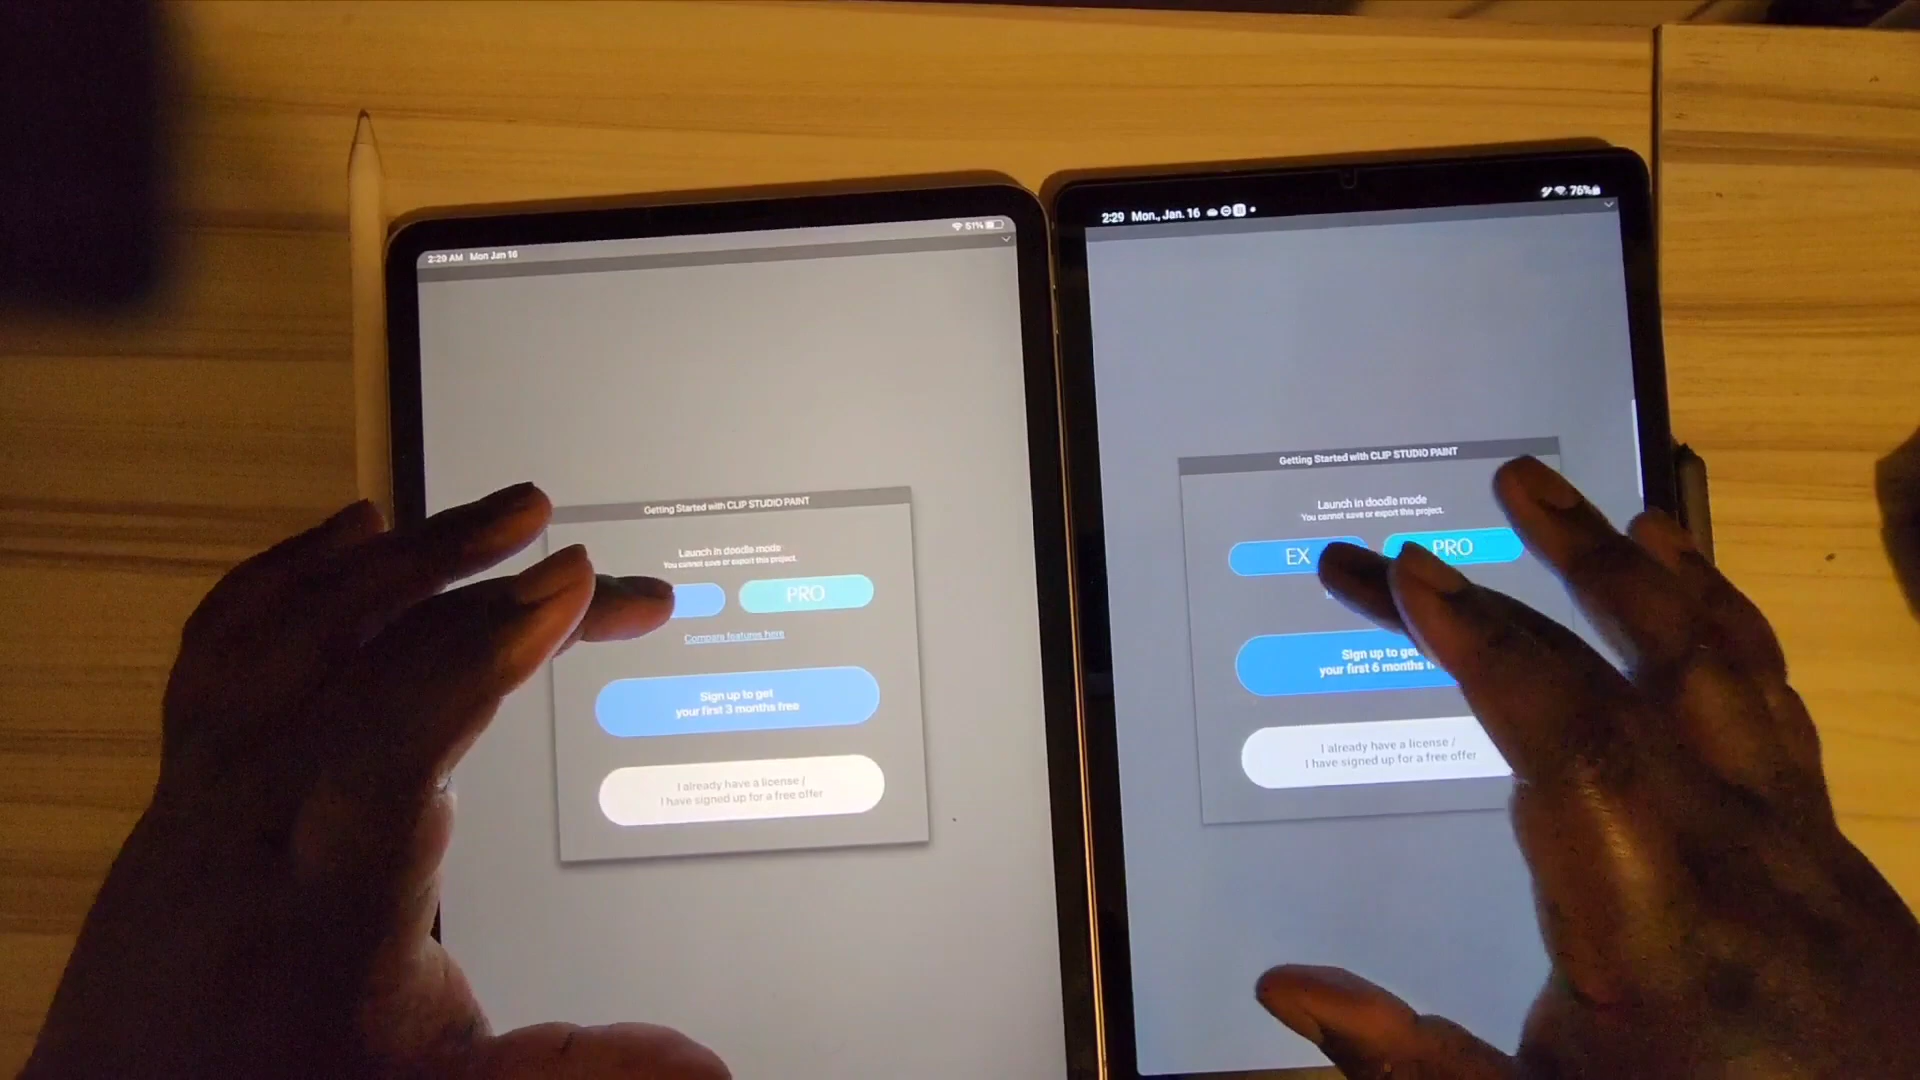 2:29 AM Mon Jan 16
51%
Getting Started with CLIP STUDIO PAINT
Launch in doodle mode
You cannot save or export this project.
PRO
Compare features here
Sign up to get
your first 3 months free
I already have a license /
I have signed up for a free offer
2:29 Mon., Jan. 16
76%
Getting Started with CLIP STUDIO PAINT
Launch in doodle mode
You cannot save or export this project.
EX PRO
Sign up to get
your first 6 months
I already have a license /
I have signed up for a free offer